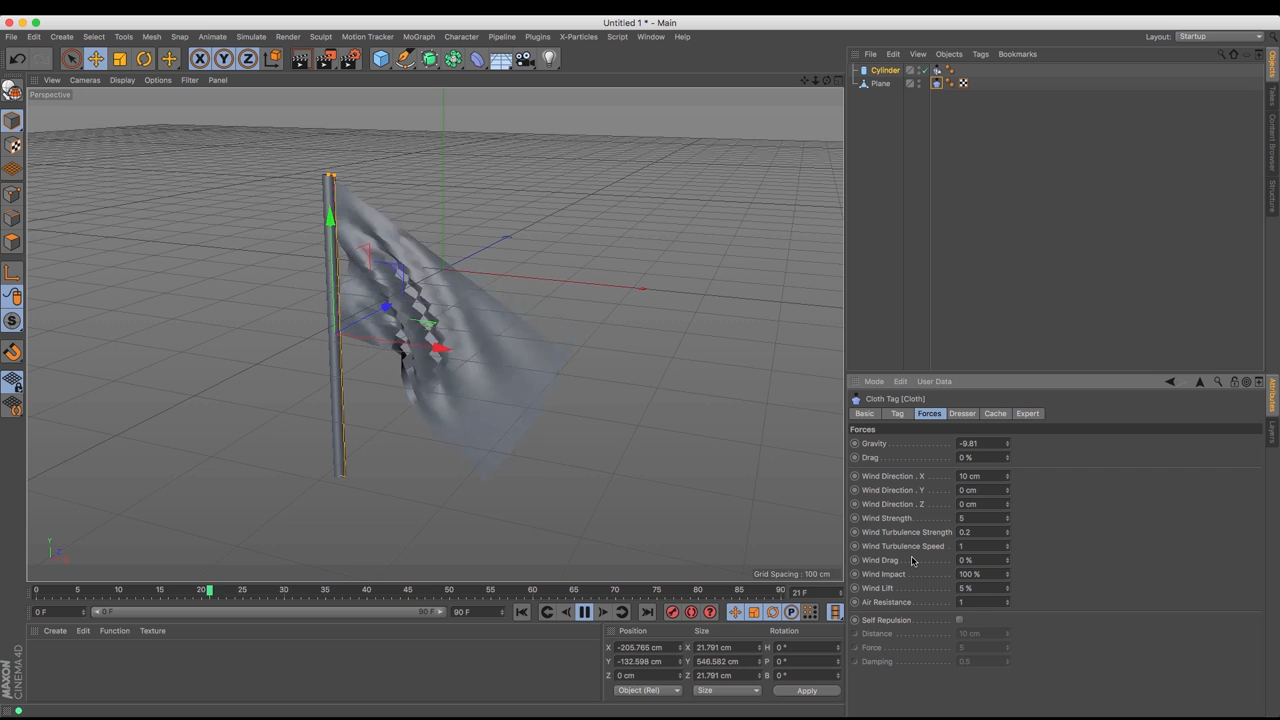 Untitled 1 * - Main
File Edit Create Select Tools Mesh Snap Animate Simulate Render Sculpt Motion Tracker MoGraph Character Pipeline Plugins X-Particles Script Window Help Layout: Startup
X Y Z
File Edit View Objects Tags Bookmarks
View Cameras Display Options Filter Panel
Perspective
Cylinder
Plane
Objects
Takes
Content Browser
Structure
Mode Edit User Data
Cloth Tag [Cloth]
Basic Tag Forces Dresser Cache Expert
Forces
Gravity -9.81
Drag 0 %
Wind Direction . X 10 cm
Wind Direction . Y 0 cm
Wind Direction . Z 0 cm
Wind Strength 5
Wind Turbulence Strength 0.2
Wind Turbulence Speed 1
Wind Drag 0 %
Wind Impact 100 %
Wind Lift 5 %
Air Resistance 1
Self Repulsion
Distance 10 cm
Force 5
Damping 0.5
Attributes
Layers
Y
Z
Grid Spacing : 100 cm
0 5 10 15 20 25 30 35 40 45 50 55 60 65 70 75 80 85 90 21 F
0 F 0 F 90 F 90 F
Create Edit Function Texture
Position Size Rotation
X -205.765 cm X 21.791 cm H 0 °
Y -132.598 cm Y 546.582 cm P 0 °
Z 0 cm Z 21.791 cm B 0 °
Object (Rel) Size Apply
MAXON
CINEMA4D